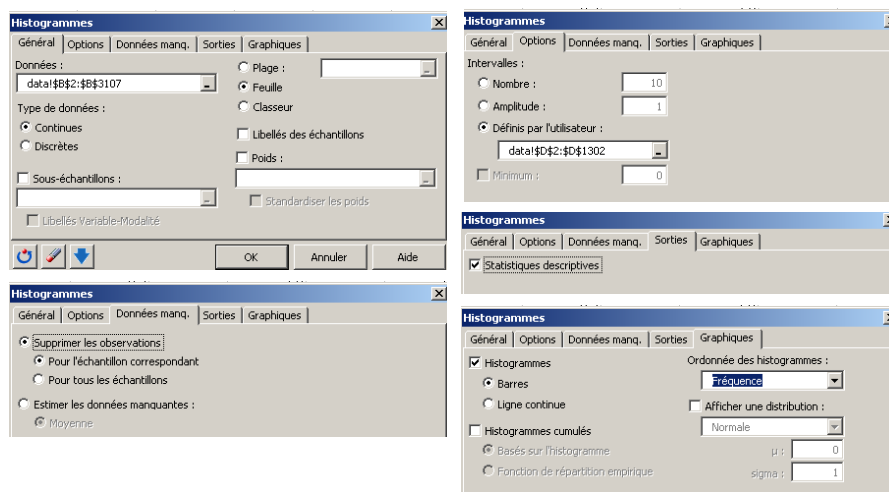 Histogrammes
Général Options Données manq. Sorties Graphiques
Données :
data!$B$2:$B$3107
Type de données :
Continues
Discrètes
Sous-échantillons :
Libellés Variable-Modalité
Plage :
Feuille
Classeur
Libellés des échantillons
Poids :
Standardiser les poids
OK Annuler Aide
Histogrammes
Général Options Données manq. Sorties Graphiques
Supprimer les observations
Pour l'échantillon correspondant
Pour tous les échantillons
Estimer les données manquantes :
Moyenne
Histogrammes
Général Options Données manq. Sorties Graphiques
Intervalles :
Nombre : 10
Amplitude : 1
Définis par l'utilisateur :
data!$D$2:$D$1302
Minimum : 0
Histogrammes
Général Options Données manq. Sorties Graphiques
Statistiques descriptives
Histogrammes
Général Options Données manq. Sorties Graphiques
Histogrammes
Barres
Ligne continue
Histogrammes cumulés
Basés sur l'histogramme
Fonction de répartition empirique
Ordonnée des histogrammes :
Fréquence
Afficher une distribution :
Normale
µ : 0
sigma : 1